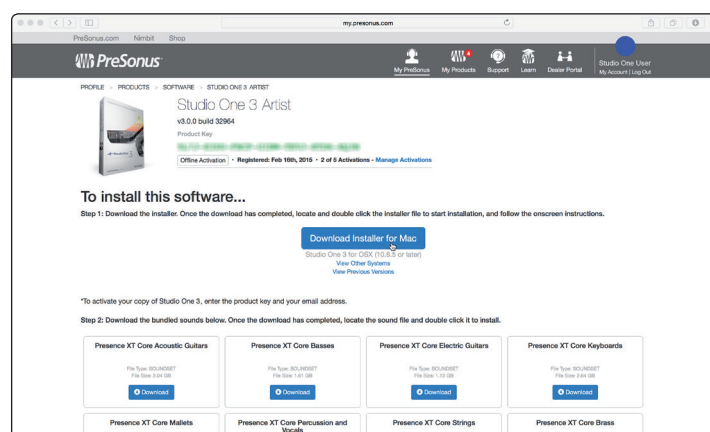 my.presonus.com
PreSonus.com Nimbit Shop
PreSonus
4
My PreSonus My Products Support Learn Dealer Portal
Studio One User
My Account | Log Out
PROFILE > PRODUCTS > SOFTWARE > STUDIO ONE 3 ARTIST
Studio One 3 Artist
v3.0.0 build 32964
Product Key
Offline Activation • Registered: Feb 16th, 2015 • 2 of 5 Activations - Manage Activations
To install this software...
Step 1: Download the installer. Once the download has completed, locate and double click the installer file to start installation, and follow the onscreen instructions.
Download Installer for Mac
Studio One 3 for OSX (10.8.5 or later)
View Other Systems
View Previous Versions
*To activate your copy of Studio One 3, enter the product key and your email address.
Step 2: Download the bundled sounds below. Once the download has completed, locate the sound file and double click it to install.
Presence XT Core Acoustic Guitars Presence XT Core Basses Presence XT Core Electric Guitars Presence XT Core Keyboards
File Type: SOUNDSET File Type: SOUNDSET File Type: SOUNDSET File Type: SOUNDSET
File Size: 3.04 GB File Size: 1.61 GB File Size: 1.13 GB File Size: 3.64 GB
Download Download Download Download
Presence XT Core Mallets Presence XT Core Percussion and Vocals Presence XT Core Strings Presence XT Core Brass